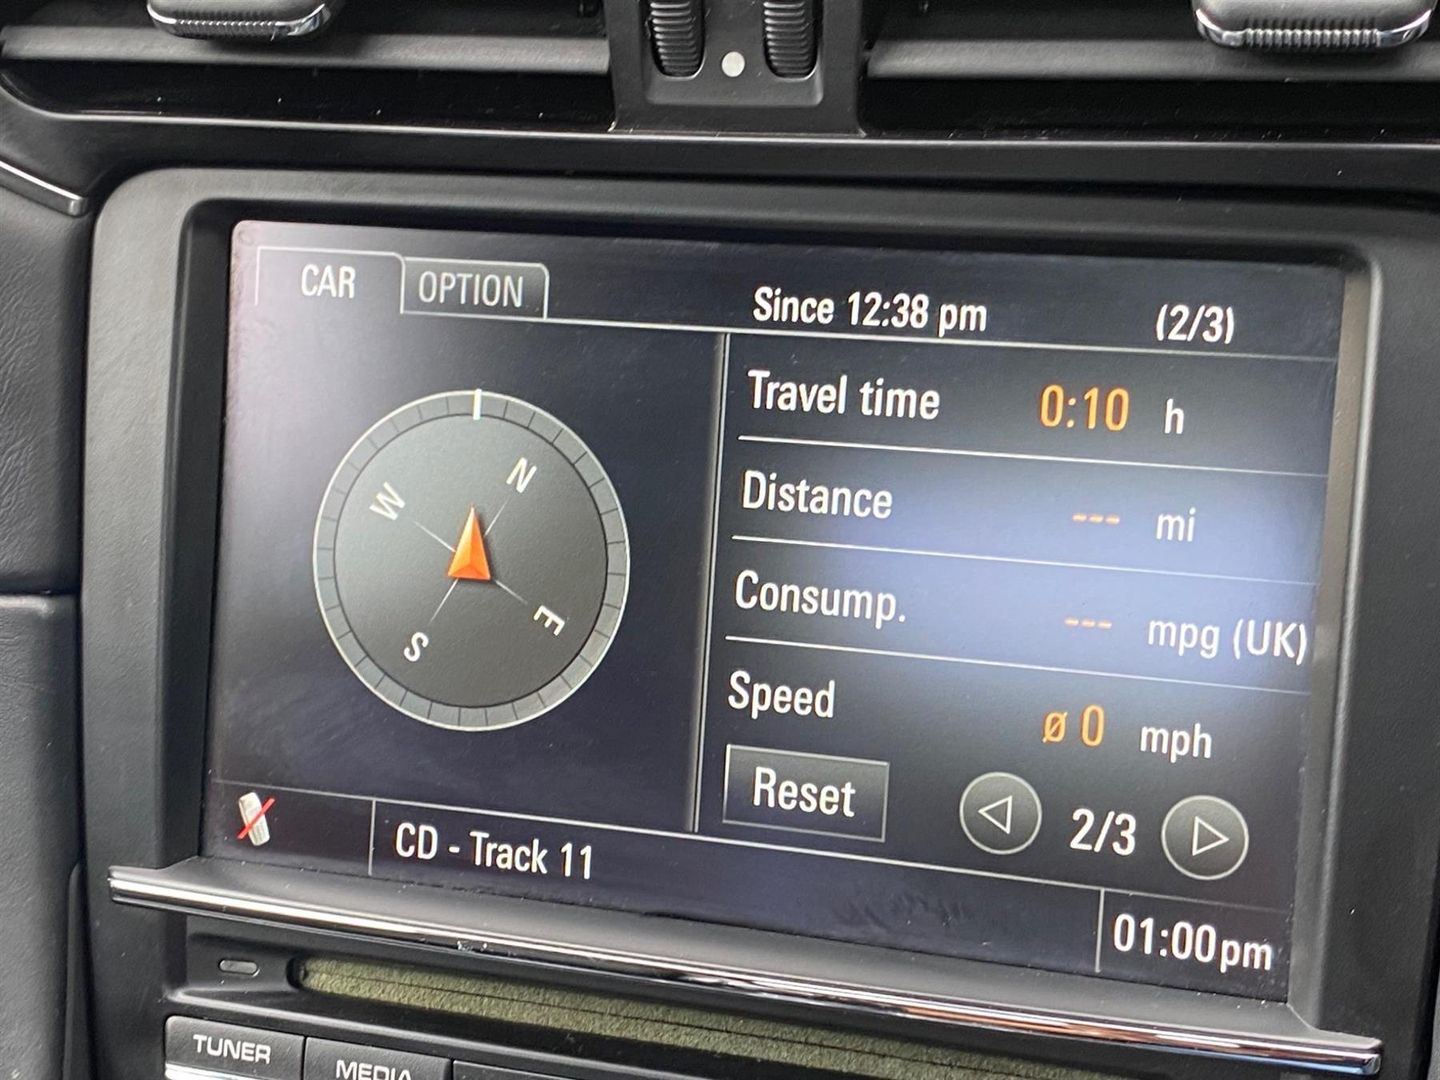 CAR
OPTION
Since 12:38 pm (2/3)
Travel time 0:10 h
Distance --- mi
Consump. --- mpg (UK)
Speed ø 0 mph
Reset 2/3
N
W
E
S
CD - Track 11
01:00pm
TUNER
MEDIA